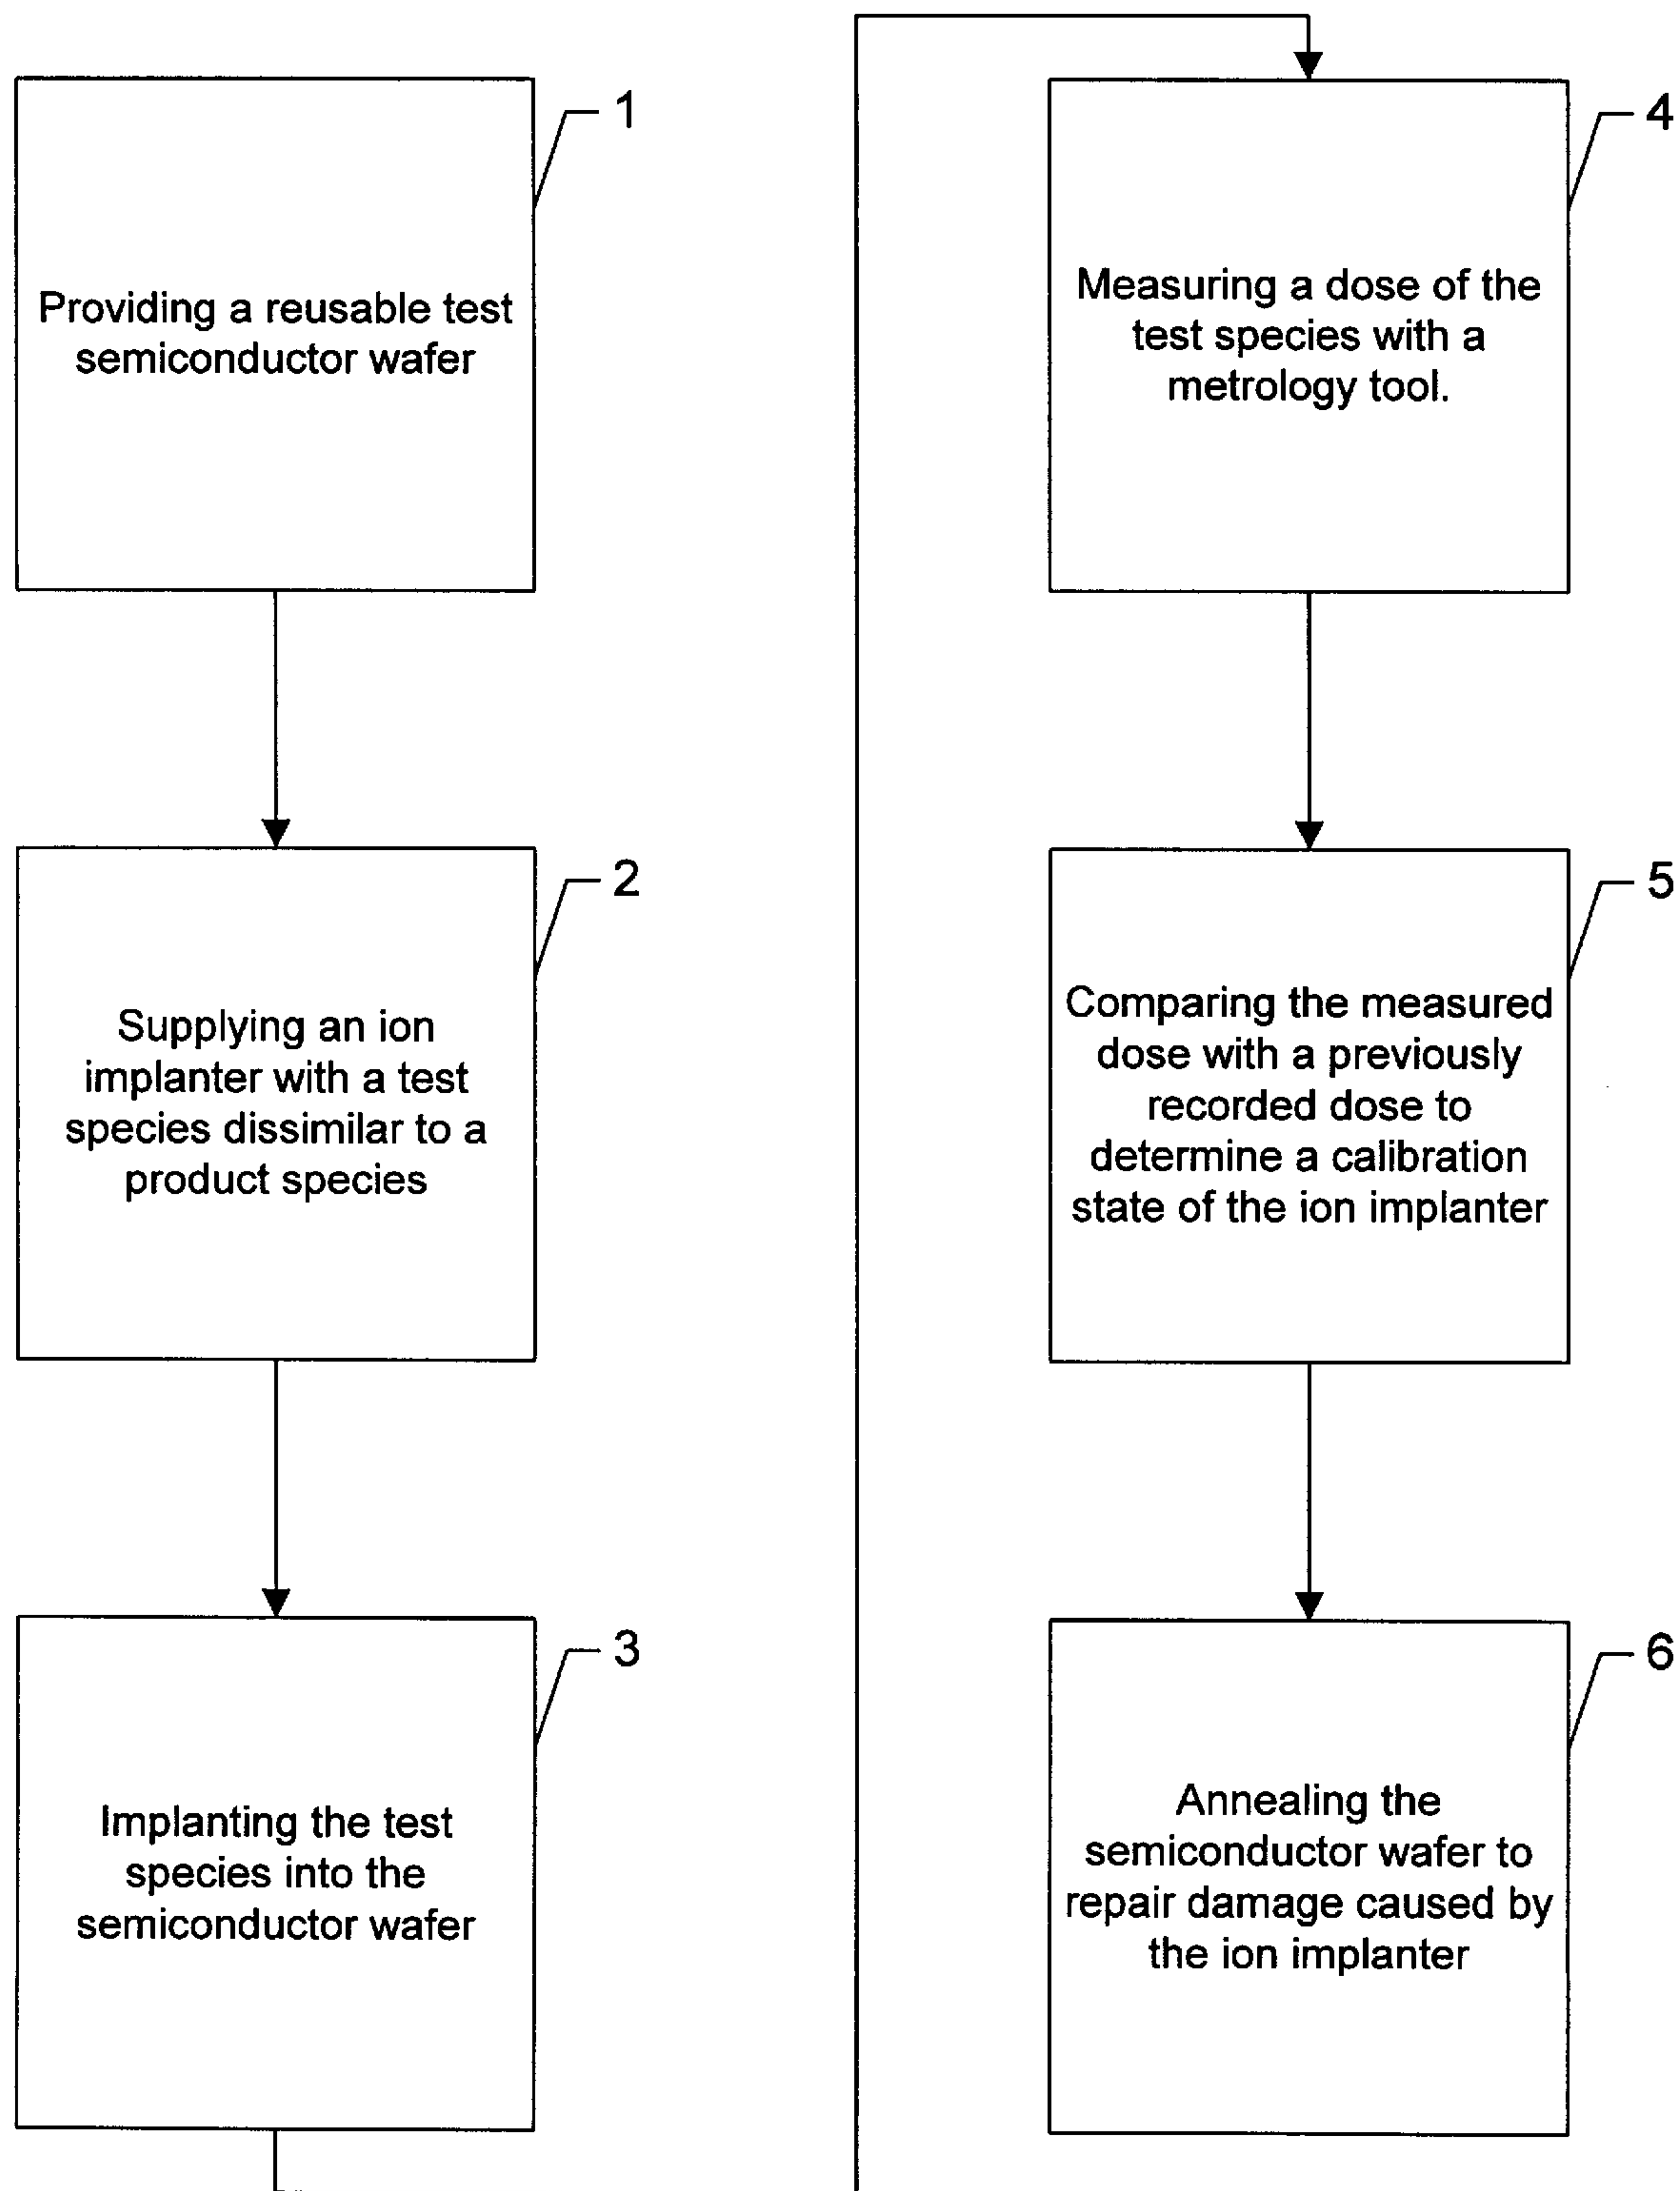 1
Providing a reusable test
semiconductor wafer
2
Supplying an ion
implanter with a test
species dissimilar to a
product species
3
Implanting the test
species into the
semiconductor wafer
4
Measuring a dose of the
test species with a
metrology tool.
5
Comparing the measured
dose with a previously
recorded dose to
determine a calibration
state of the ion implanter
6
Annealing the
semiconductor wafer to
repair damage caused by
the ion implanter